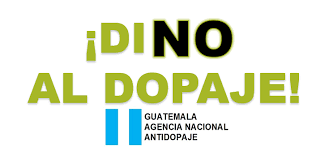 ¡DI NO
AL DOPAJE!
GUATEMALA
AGENCIA NACIONAL
ANTIDOPAJE